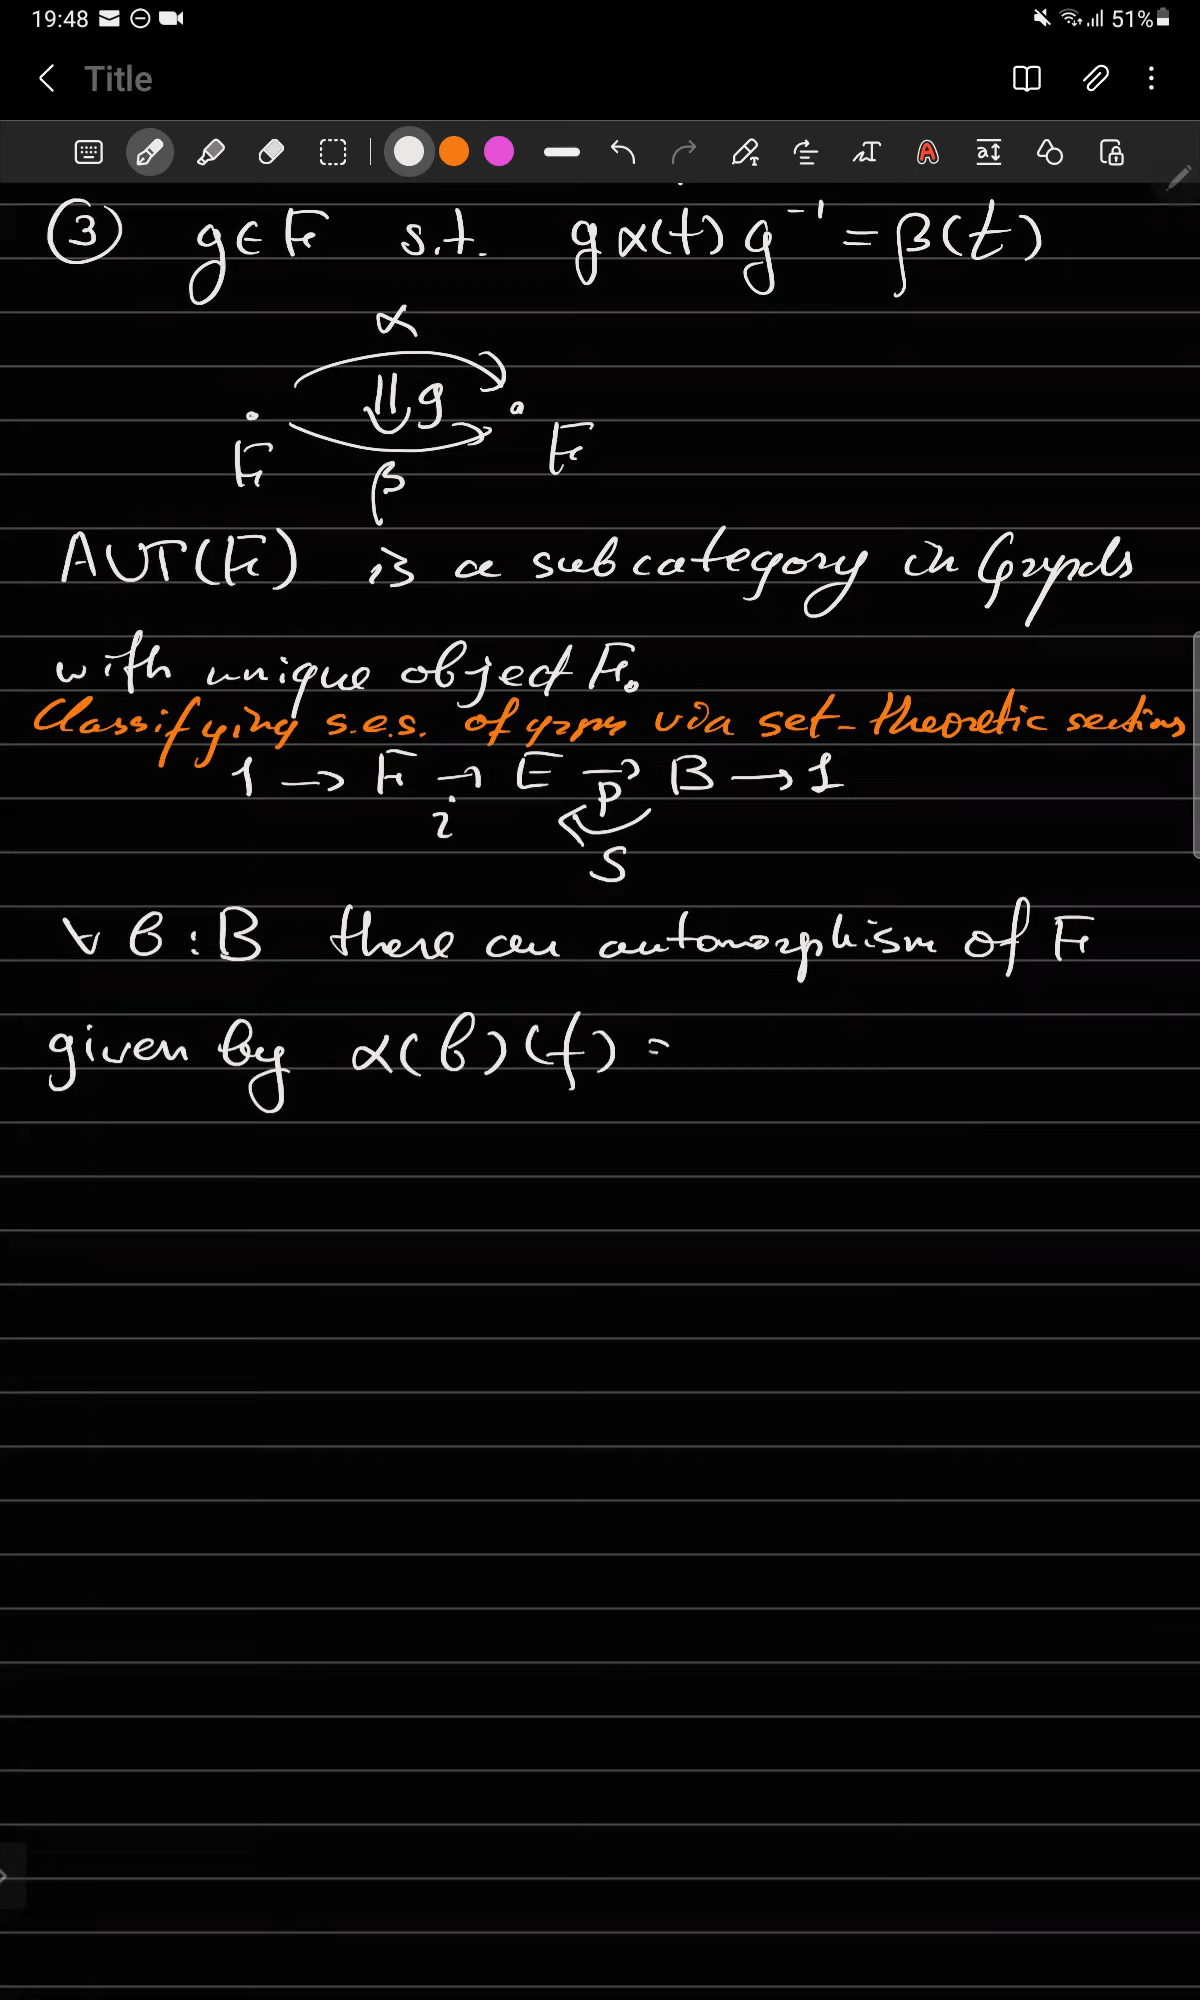 19:48 51%
Title
③ g∈F s.t. gα(t)g⁻¹=β(t)
α
⇓g
F F
β
AUT(F) is a subcategory in Grpds
with unique object F.
Classifying s.e.s. of grps via set-theoretic sections
1 → F → E → B → 1
i p
s
∀ b : B there an automorphism of F
given by α(b)(f) =